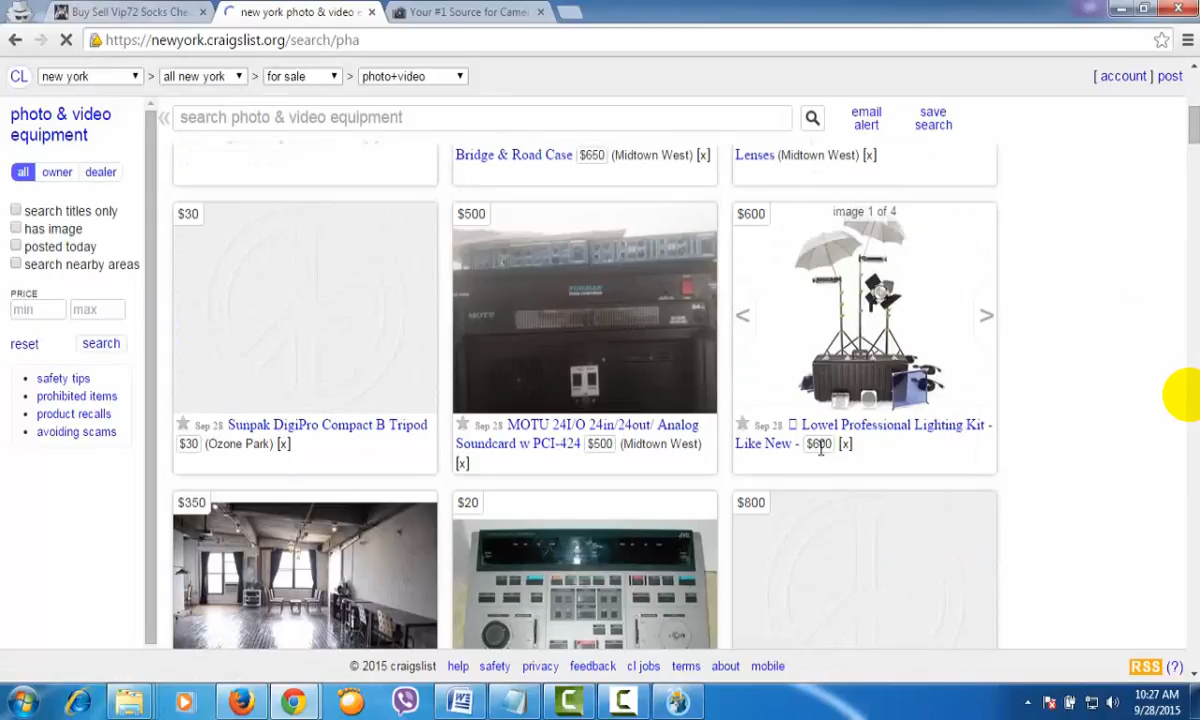 Buy Sell Vip72 Socks Che
new york photo & video e
Your #1 Source for Camer
https://newyork.craigslist.org/search/pha
CL new york > all new york > for sale > photo+video [ account ] post
photo & video
equipment
search photo & video equipment
email
alert
save
search
all owner dealer
search titles only
has image
posted today
search nearby areas
PRICE
min max
reset search
safety tips
prohibited items
product recalls
avoiding scams
Bridge & Road Case $650 (Midtown West) [x]
Lenses (Midtown West) [x]
$30
Sep 28 Sunpak DigiPro Compact B Tripod
$30 (Ozone Park) [x]
$500
FURMAN
MOTU
Sep 28 MOTU 24I/O 24in/24out/ Analog
Soundcard w PCI-424 $500 (Midtown West)
[x]
$600
image 1 of 4
< >
Sep 28 Lowel Professional Lighting Kit -
Like New - $600 [x]
$350
$20
JVC
$800
© 2015 craigslist help safety privacy feedback cl jobs terms about mobile
RSS (?)
10:27 AM
9/28/2015